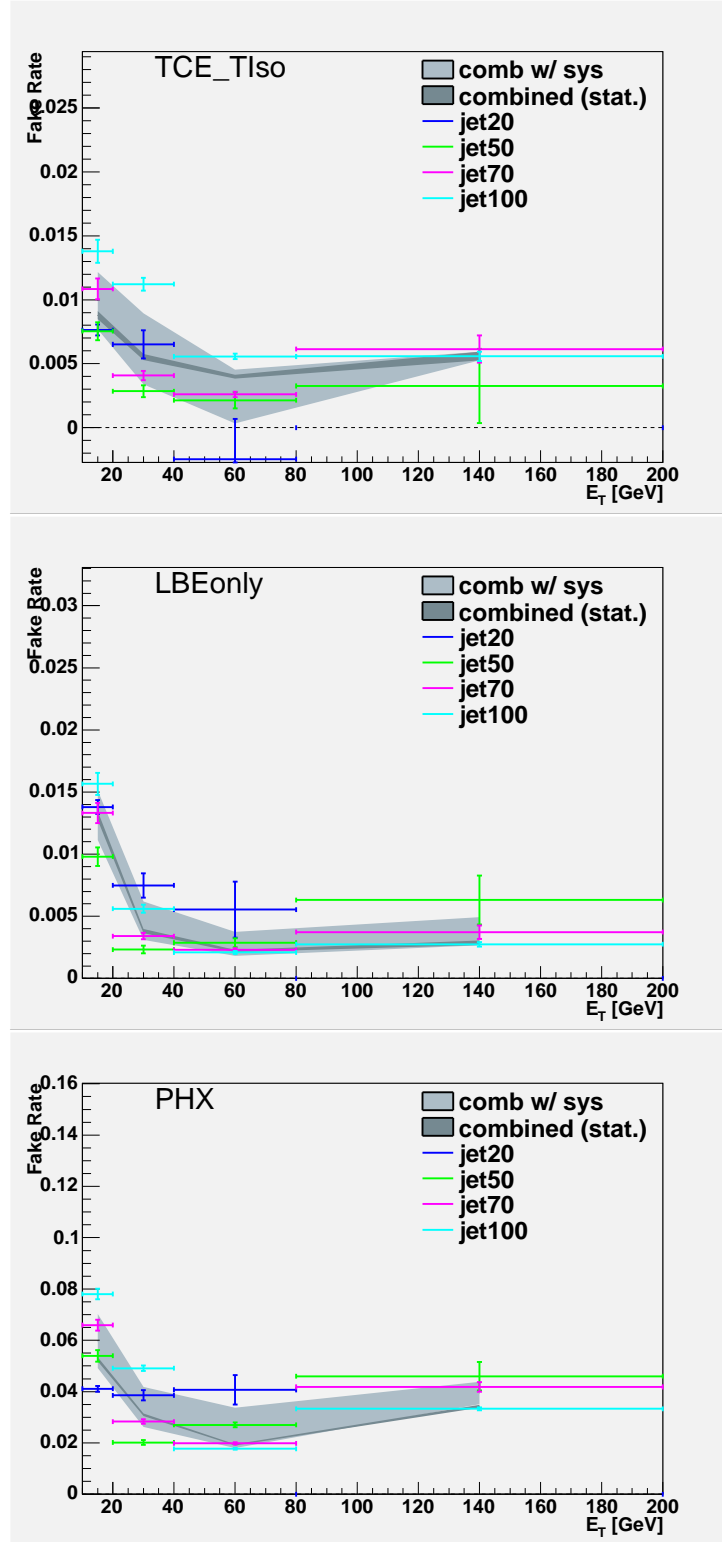 TCE_TIso
comb w/ sys
combined (stat.)
jet20
jet50
jet70
jet100
Fake Rate
0.025
0.02
0.015
0.01
0.005
0
20 40 60 80 100 120 140 160 180 200
E_T [GeV]
LBEonly
comb w/ sys
combined (stat.)
jet20
jet50
jet70
jet100
Fake Rate
0.03
0.025
0.02
0.015
0.01
0.005
0
20 40 60 80 100 120 140 160 180 200
E_T [GeV]
PHX
comb w/ sys
combined (stat.)
jet20
jet50
jet70
jet100
Fake Rate
0.16
0.14
0.12
0.1
0.08
0.06
0.04
0.02
0
20 40 60 80 100 120 140 160 180 200
E_T [GeV]